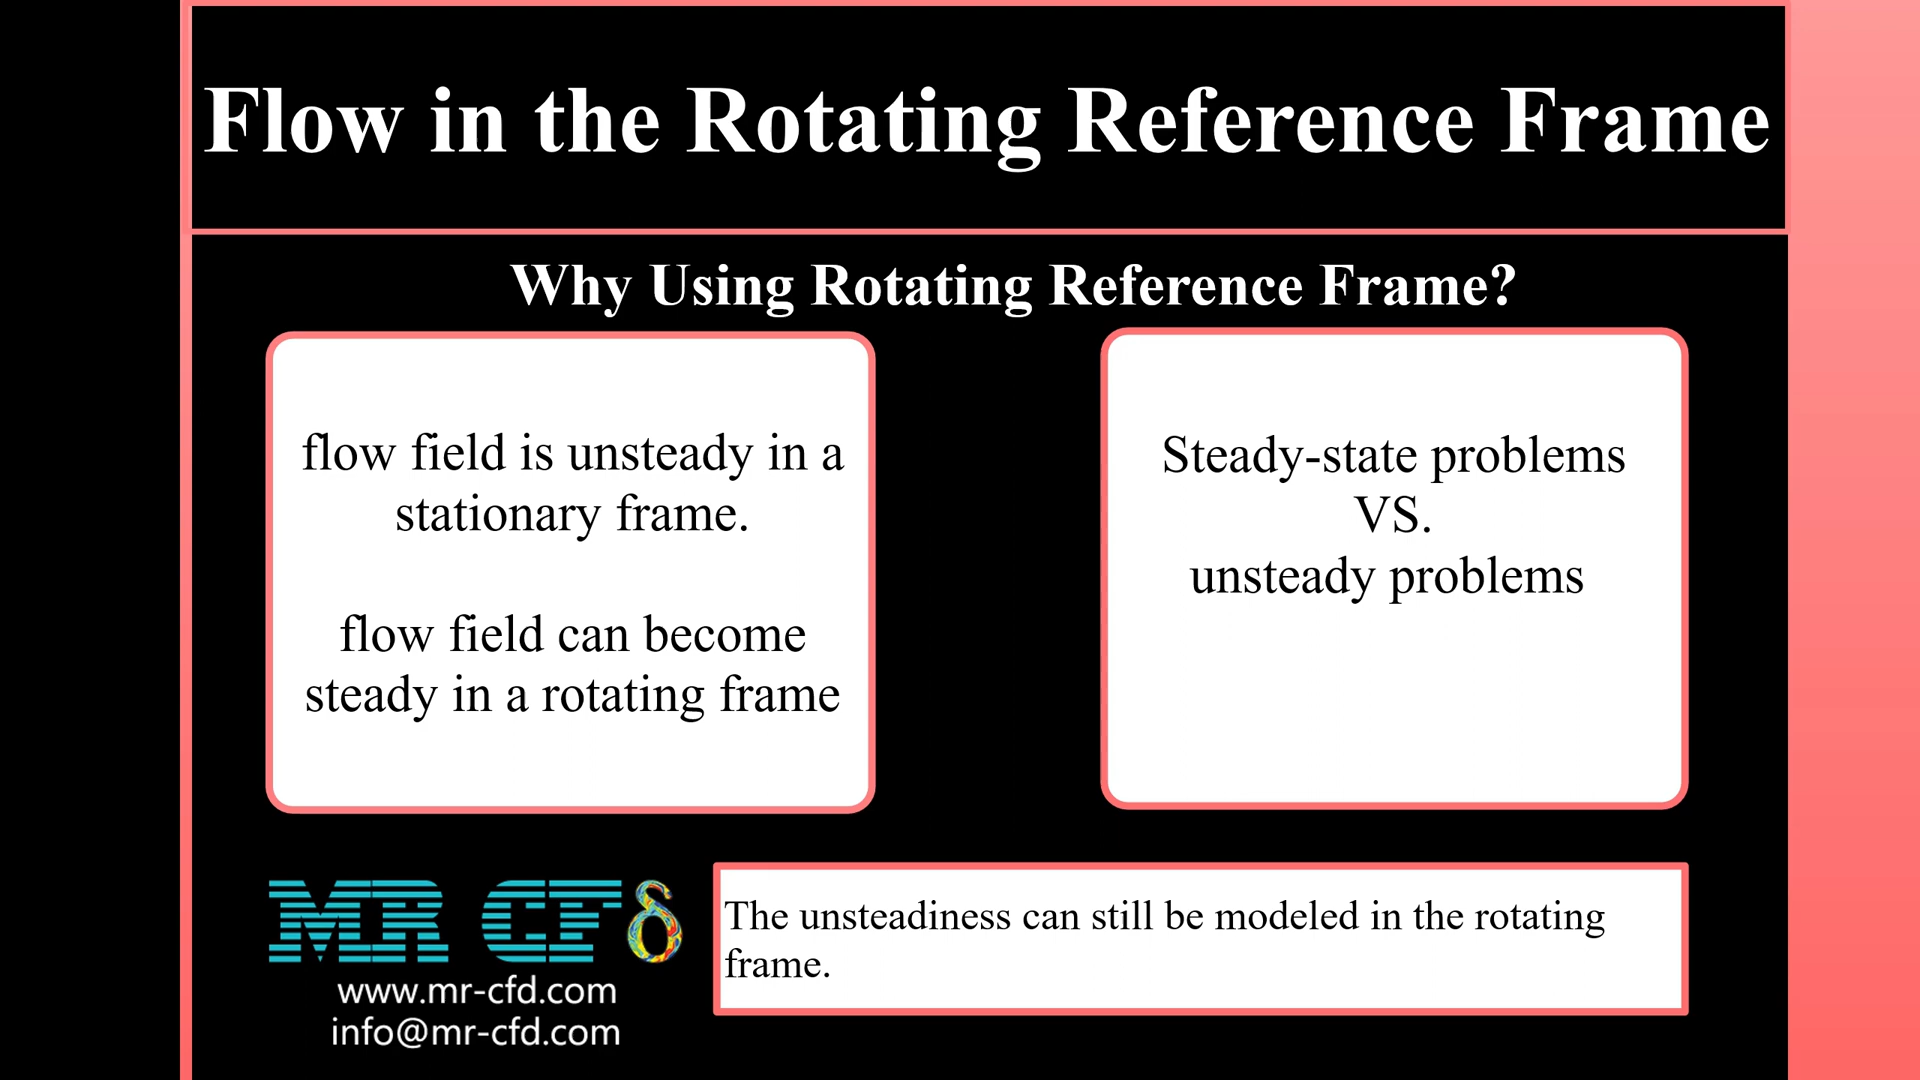 Flow in the Rotating Reference Frame
Why Using Rotating Reference Frame?
flow field is unsteady in a
stationary frame.
flow field can become
steady in a rotating frame
Steady-state problems
VS.
unsteady problems
MR CFδ
www.mr-cfd.com
info@mr-cfd.com
The unsteadiness can still be modeled in the rotating
frame.